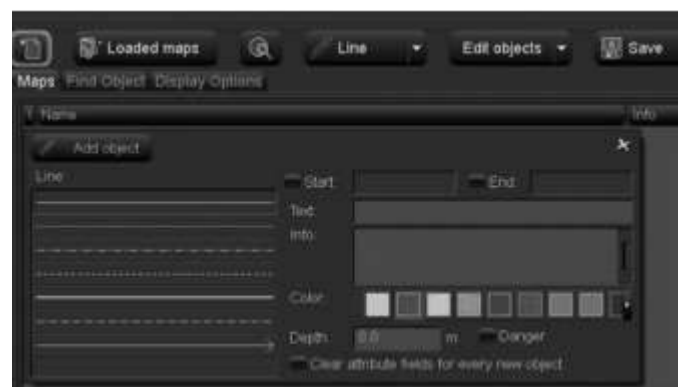 Loaded maps Line Edit objects Save
Maps Find Object Display Options
Name Info
Add object
Line Start End
Text
Info
Color
Depth 0.0 m Danger
Clear attribute fields for every new object